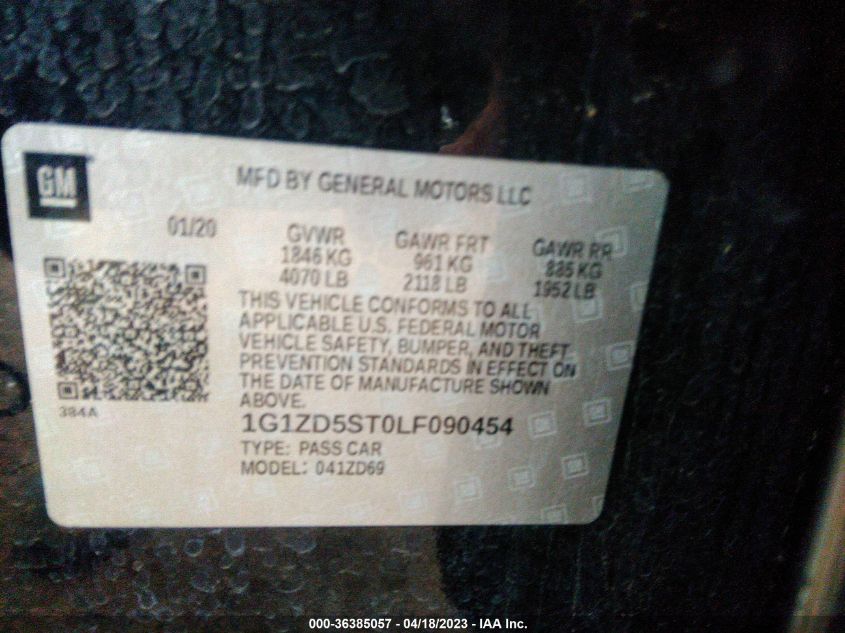 GM
MFD BY GENERAL MOTORS LLC
01/20
GVWR GAWR FRT GAWR RR
1846 KG 961 KG 885 KG
4070 LB 2118 LB 1952 LB
THIS VEHICLE CONFORMS TO ALL
APPLICABLE U.S. FEDERAL MOTOR
VEHICLE SAFETY, BUMPER, AND THEFT
PREVENTION STANDARDS IN EFFECT ON
THE DATE OF MANUFACTURE SHOWN
ABOVE.
384A
1G1ZD5ST0LF090454
TYPE: PASS CAR
MODEL: 041ZD69
000-36385057 - 04/18/2023 - IAA Inc.